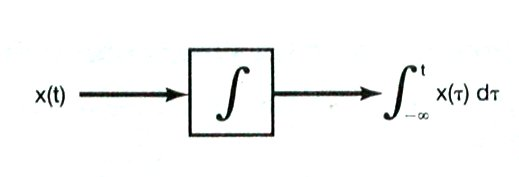 x(t) ∫ ∫_{-∞}^{t} x(τ) dτ